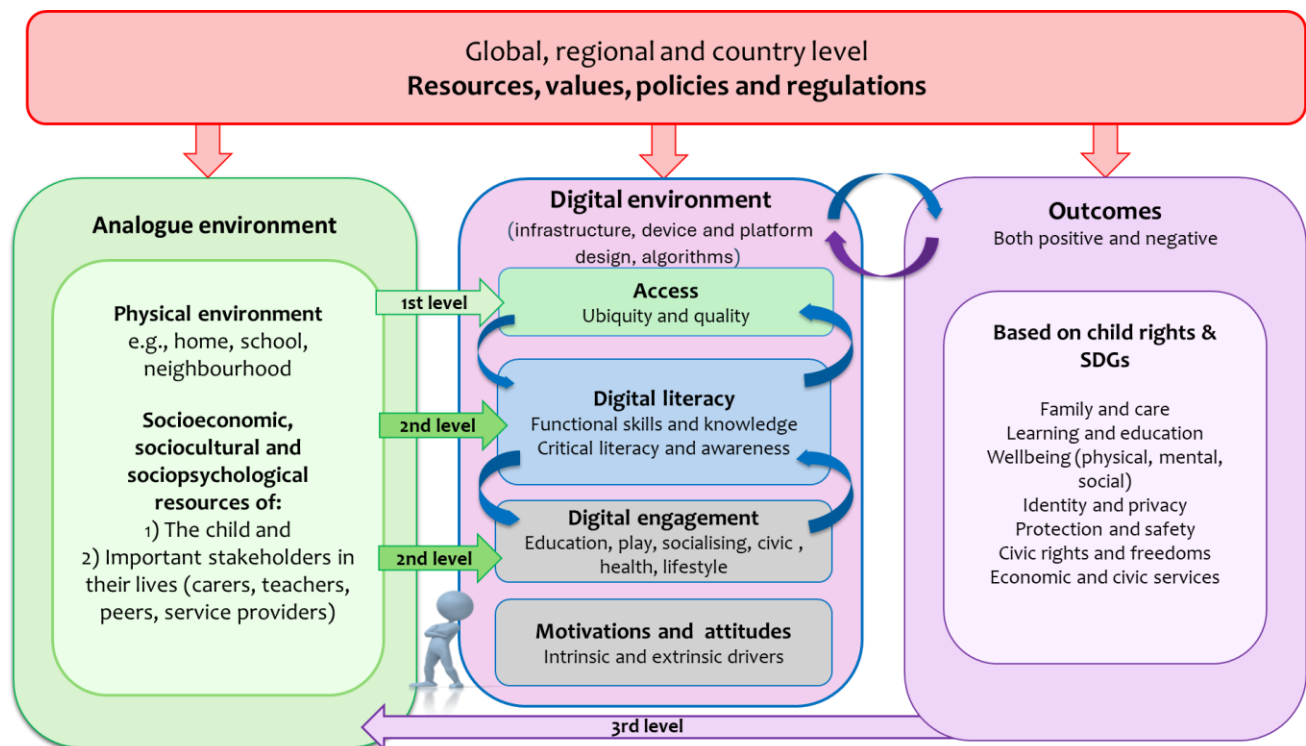 Global, regional and country level
Resources, values, policies and regulations
Analogue environment
Physical environment
e.g., home, school,
neighbourhood
Socioeconomic,
sociocultural and
sociopsychological
resources of:
1) The child and
2) Important stakeholders in
their lives (carers, teachers,
peers, service providers)
1st level
2nd level
2nd level
Digital environment
(infrastructure, device and platform
design, algorithms)
Access
Ubiquity and quality
Digital literacy
Functional skills and knowledge
Critical literacy and awareness
Digital engagement
Education, play, socialising, civic ,
health, lifestyle
Motivations and attitudes
Intrinsic and extrinsic drivers
Outcomes
Both positive and negative
Based on child rights &
SDGs
Family and care
Learning and education
Wellbeing (physical, mental,
social)
Identity and privacy
Protection and safety
Civic rights and freedoms
Economic and civic services
3rd level